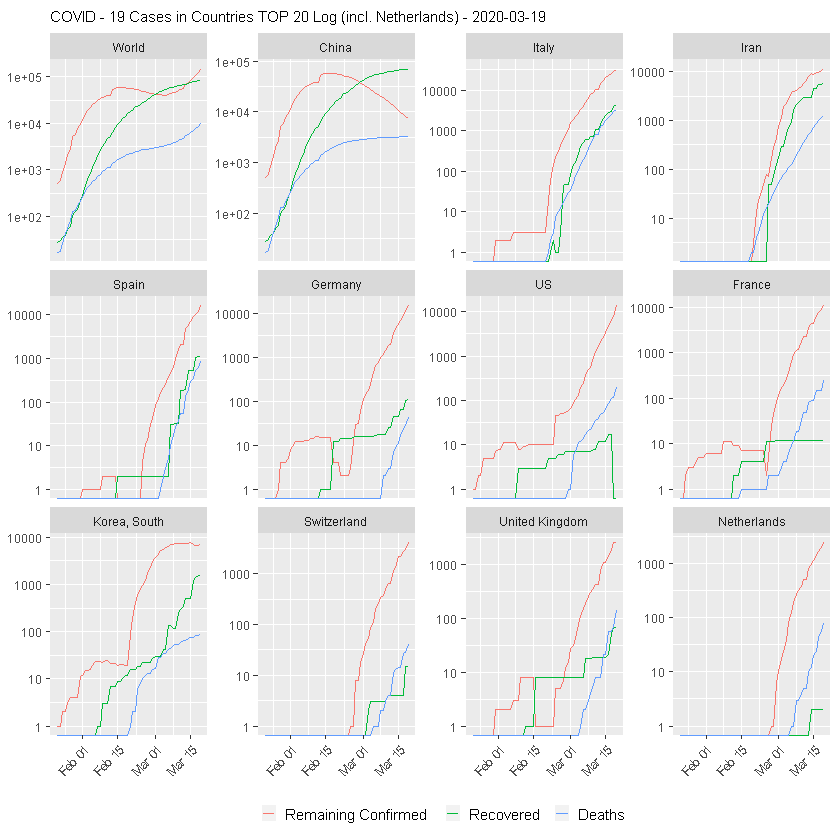 COVID - 19 Cases in Countries TOP 20 Log (incl. Netherlands) - 2020-03-19
World China Italy Iran
1e+05 1e+05 10000 10000
1e+04 1e+04 1000 1000
1e+03 1e+03 100 100
1e+02 1e+02 10 10
1
Spain Germany US France
10000 10000 10000 10000
1000 1000 1000 1000
100 100 100 100
10 10 10 10
1 1 1 1
Korea, South Switzerland United Kingdom Netherlands
10000
1000 1000 1000 1000
100 100 100 100
10 10 10 10
1 1 1 1
Feb 01 Feb 15 Mar 01 Mar 15 Feb 01 Feb 15 Mar 01 Mar 15 Feb 01 Feb 15 Mar 01 Mar 15 Feb 01 Feb 15 Mar 01 Mar 15
Remaining Confirmed Recovered Deaths